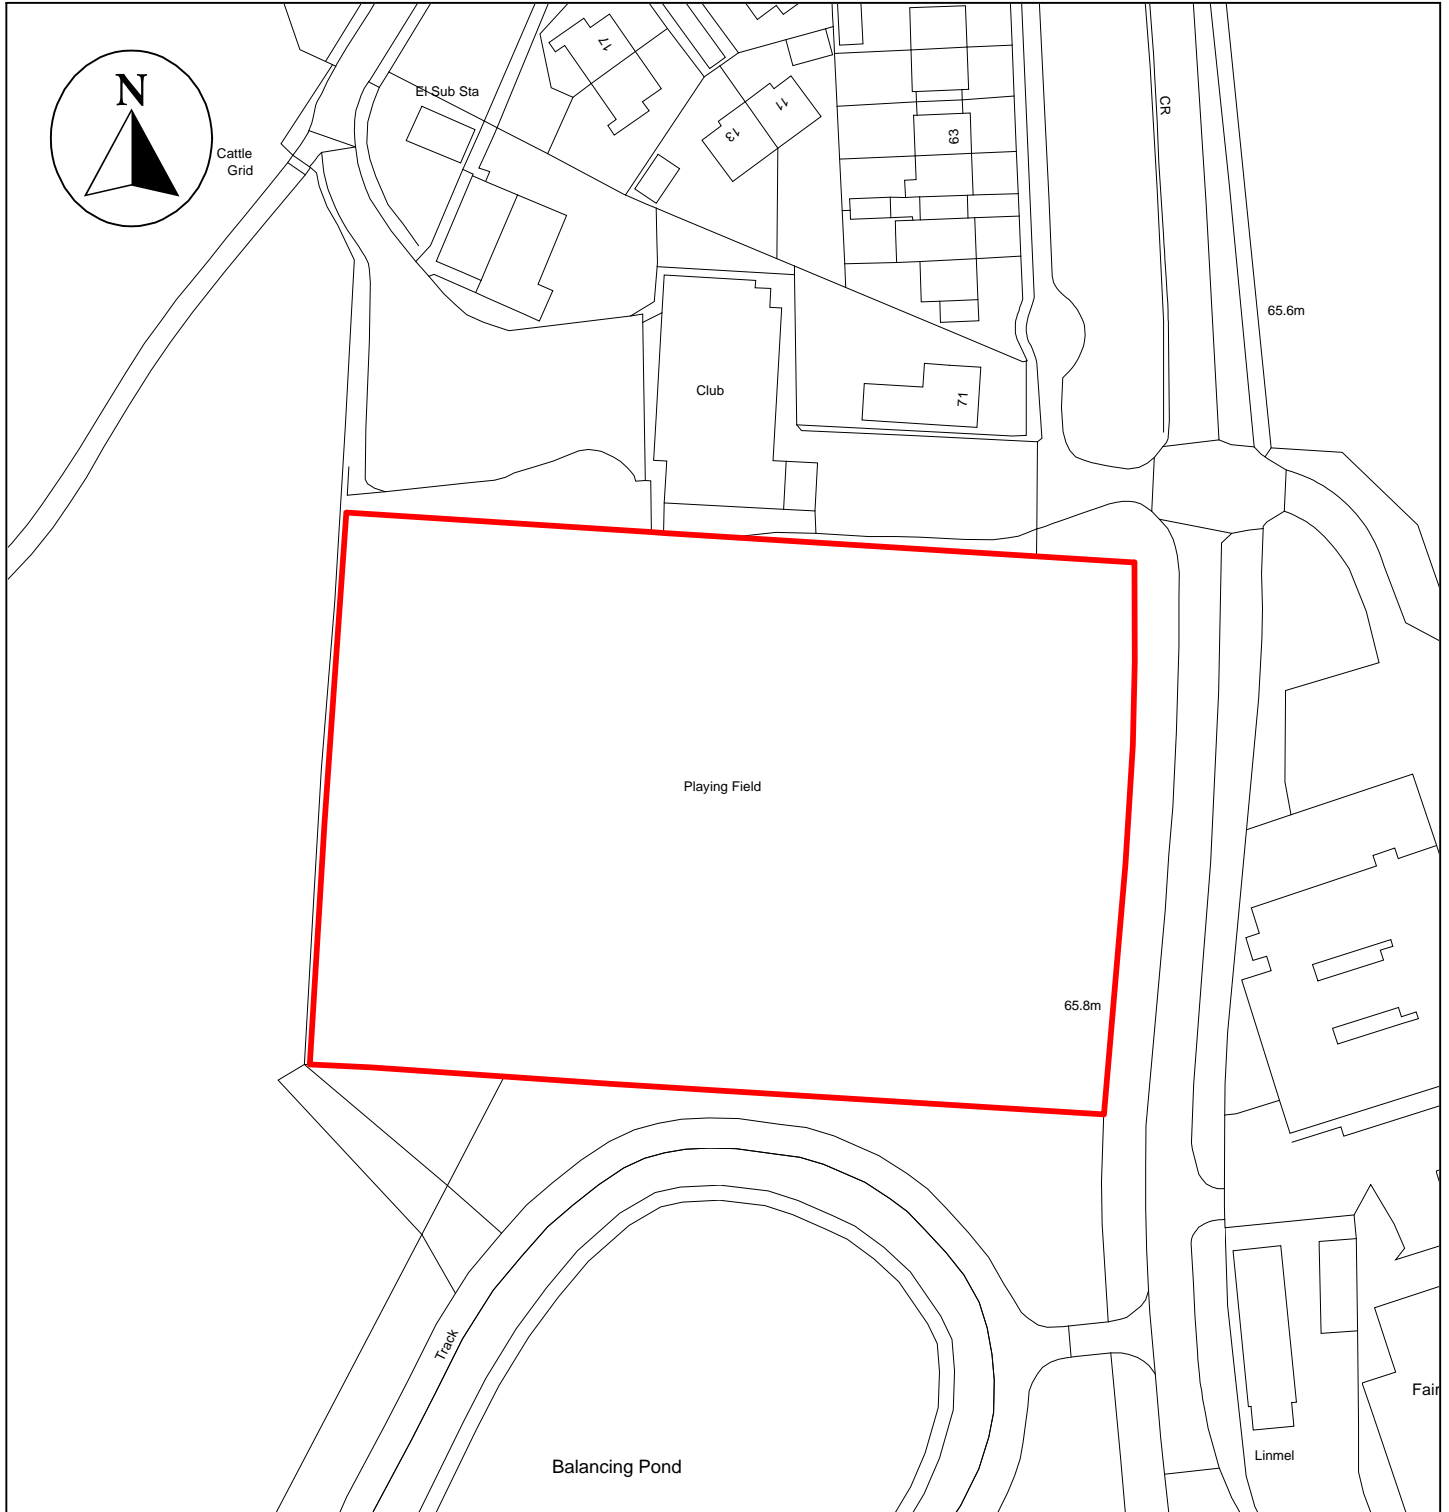 N
El Sub Sta
17
11
13
63
CR
Cattle
Grid
65.6m
Club
71
Playing Field
65.8m
Track
Fair
Linmel
Balancing Pond